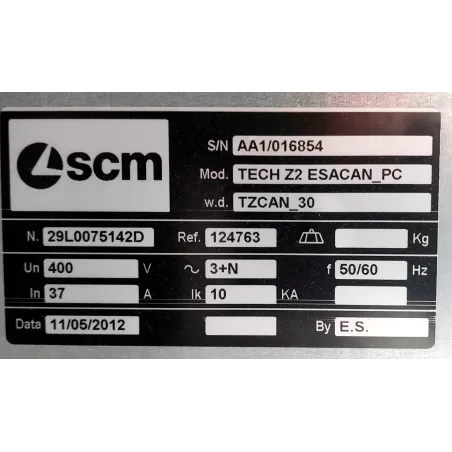 scm
S/N AA1/016854
Mod. TECH Z2 ESACAN_PC
w.d. TZCAN_30
N. 29L0075142D Ref. 124763 Kg
Un 400 V ~ 3+N f 50/60 Hz
In 37 A Ik 10 KA
Data 11/05/2012 By E.S.